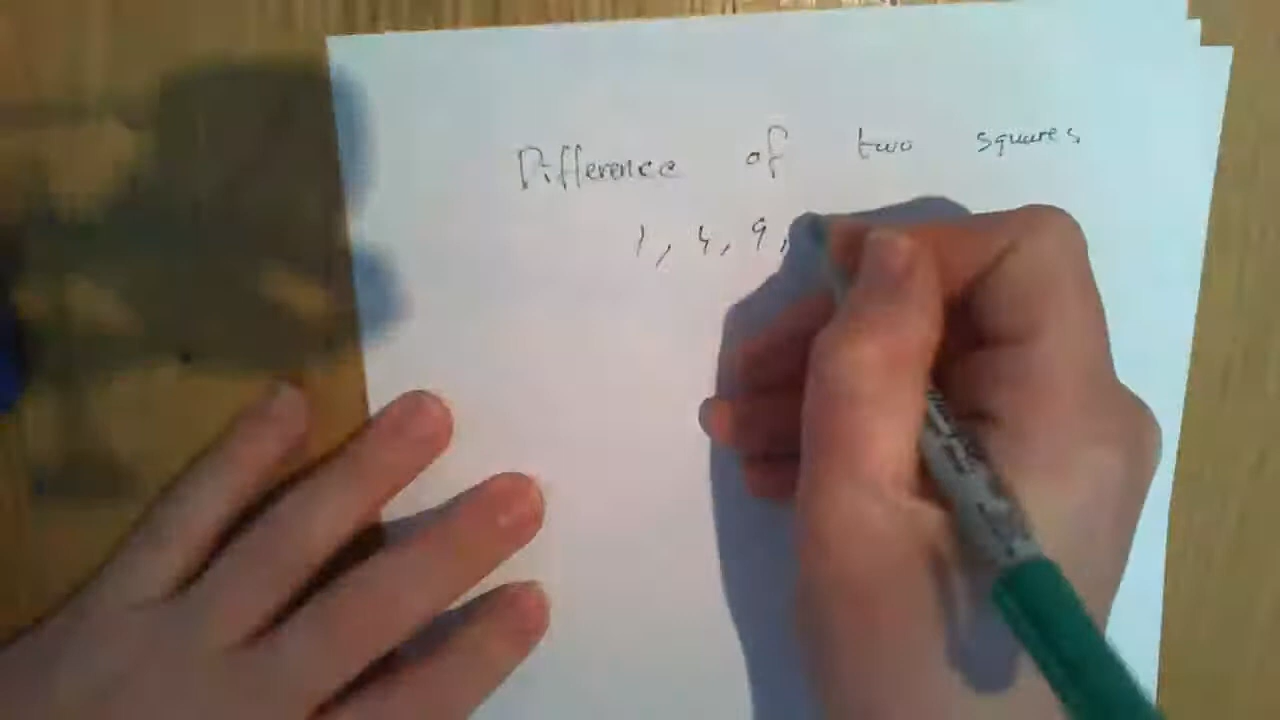 Difference of two squares
1, 4, 9,